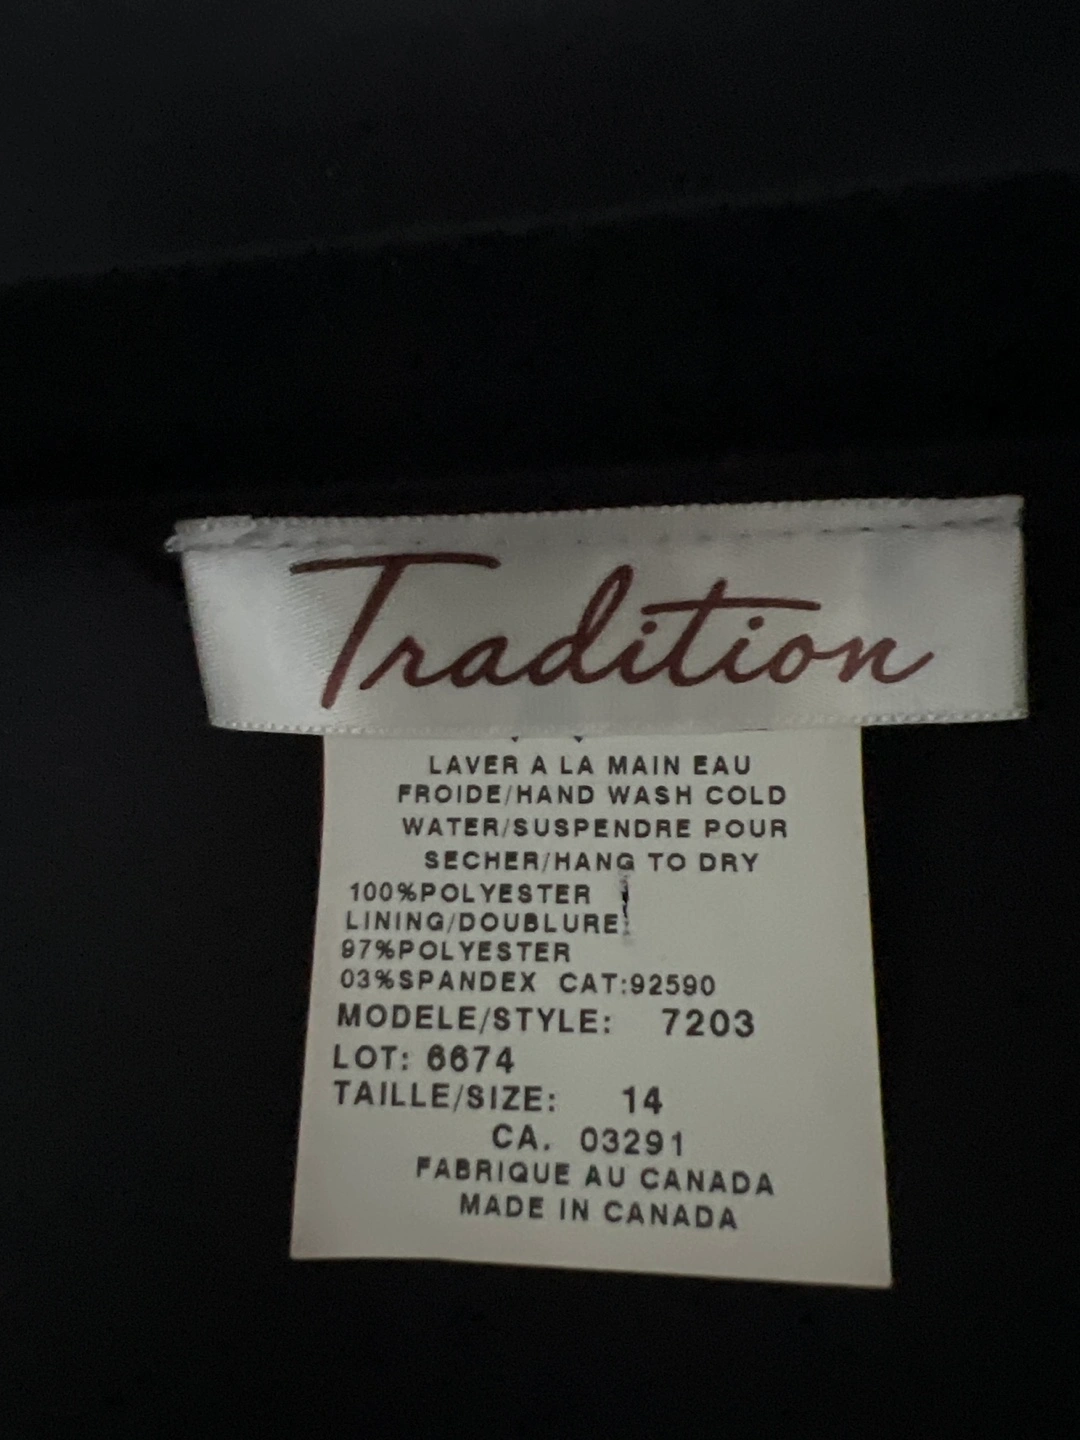 Tradition
LAVER A LA MAIN EAU
FROIDE/HAND WASH COLD
WATER/SUSPENDRE POUR
SECHER/HANG TO DRY
100%POLYESTER
LINING/DOUBLURE:
97%POLYESTER
03%SPANDEX CAT:92590
MODELE/STYLE: 7203
LOT: 6674
TAILLE/SIZE: 14
CA. 03291
FABRIQUE AU CANADA
MADE IN CANADA